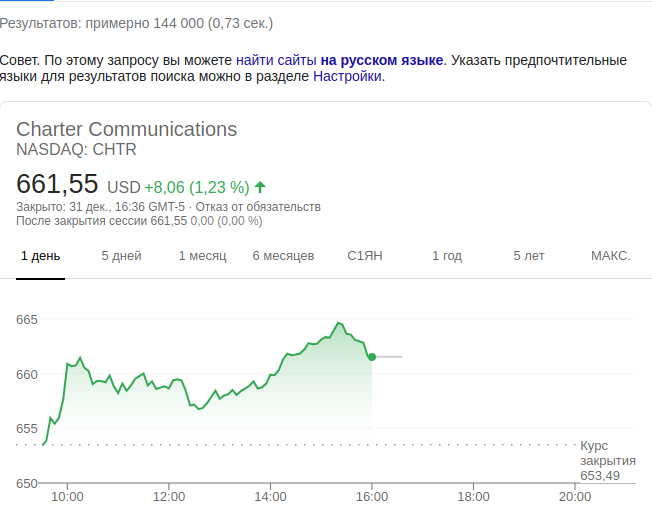 Результатов: примерно 144 000 (0,73 сек.)
Совет. По этому запросу вы можете найти сайты на русском языке. Указать предпочтительные
языки для результатов поиска можно в разделе Настройки.
Charter Communications
NASDAQ: CHTR
661,55 USD +8,06 (1,23 %)
Закрыто: 31 дек., 16:36 GMT-5 · Отказ от обязательств
После закрытия сессии 661,55 0,00 (0,00 %)
1 день 5 дней 1 месяц 6 месяцев С1ЯН 1 год 5 лет МАКС.
665
660
655
Курс
закрытия
653,49
650
10:00 12:00 14:00 16:00 18:00 20:00